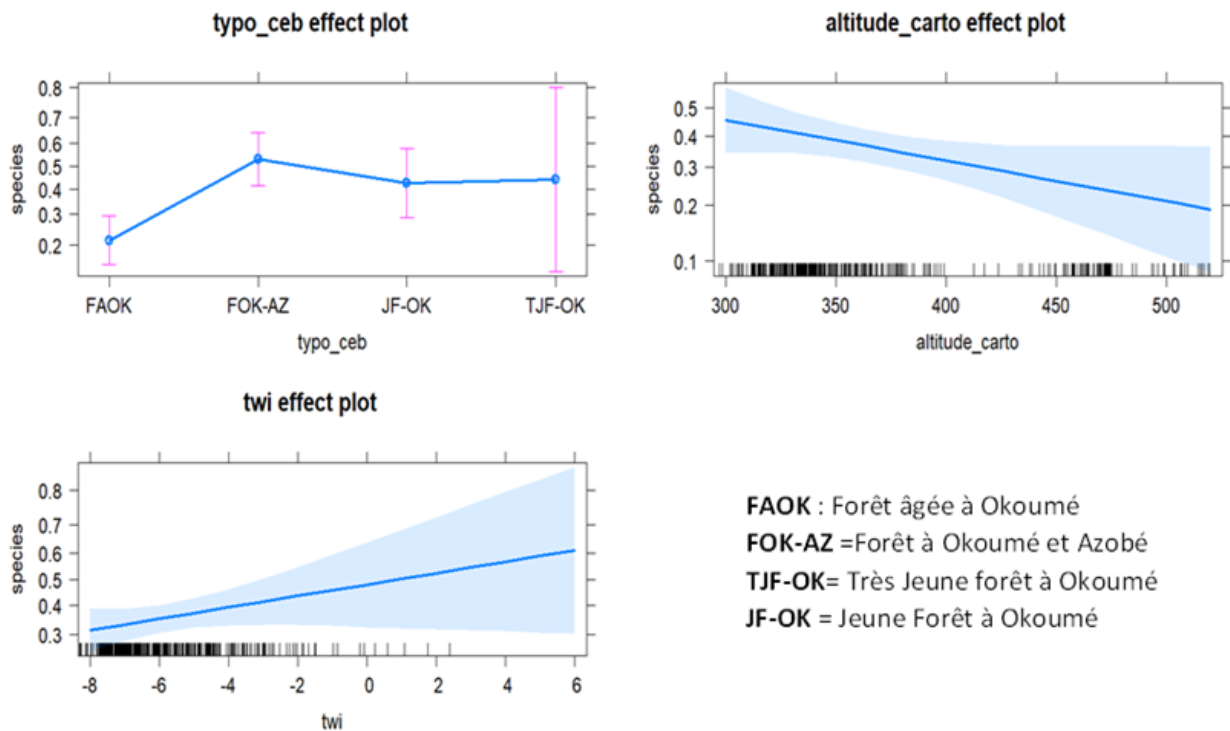 typo_ceb effect plot
species
0.8
0.7
0.6
0.5
0.4
0.3
0.2
FAOK FOK-AZ JF-OK TJF-OK
typo_ceb
altitude_carto effect plot
species
0.5
0.4
0.3
0.2
0.1
300 350 400 450 500
altitude_carto
twi effect plot
species
0.8
0.7
0.6
0.5
0.4
0.3
-8 -6 -4 -2 0 2 4 6
twi
FAOK : Forêt âgée à Okoumé
FOK-AZ =Forêt à Okoumé et Azobé
TJF-OK= Très Jeune forêt à Okoumé
JF-OK = Jeune Forêt à Okoumé